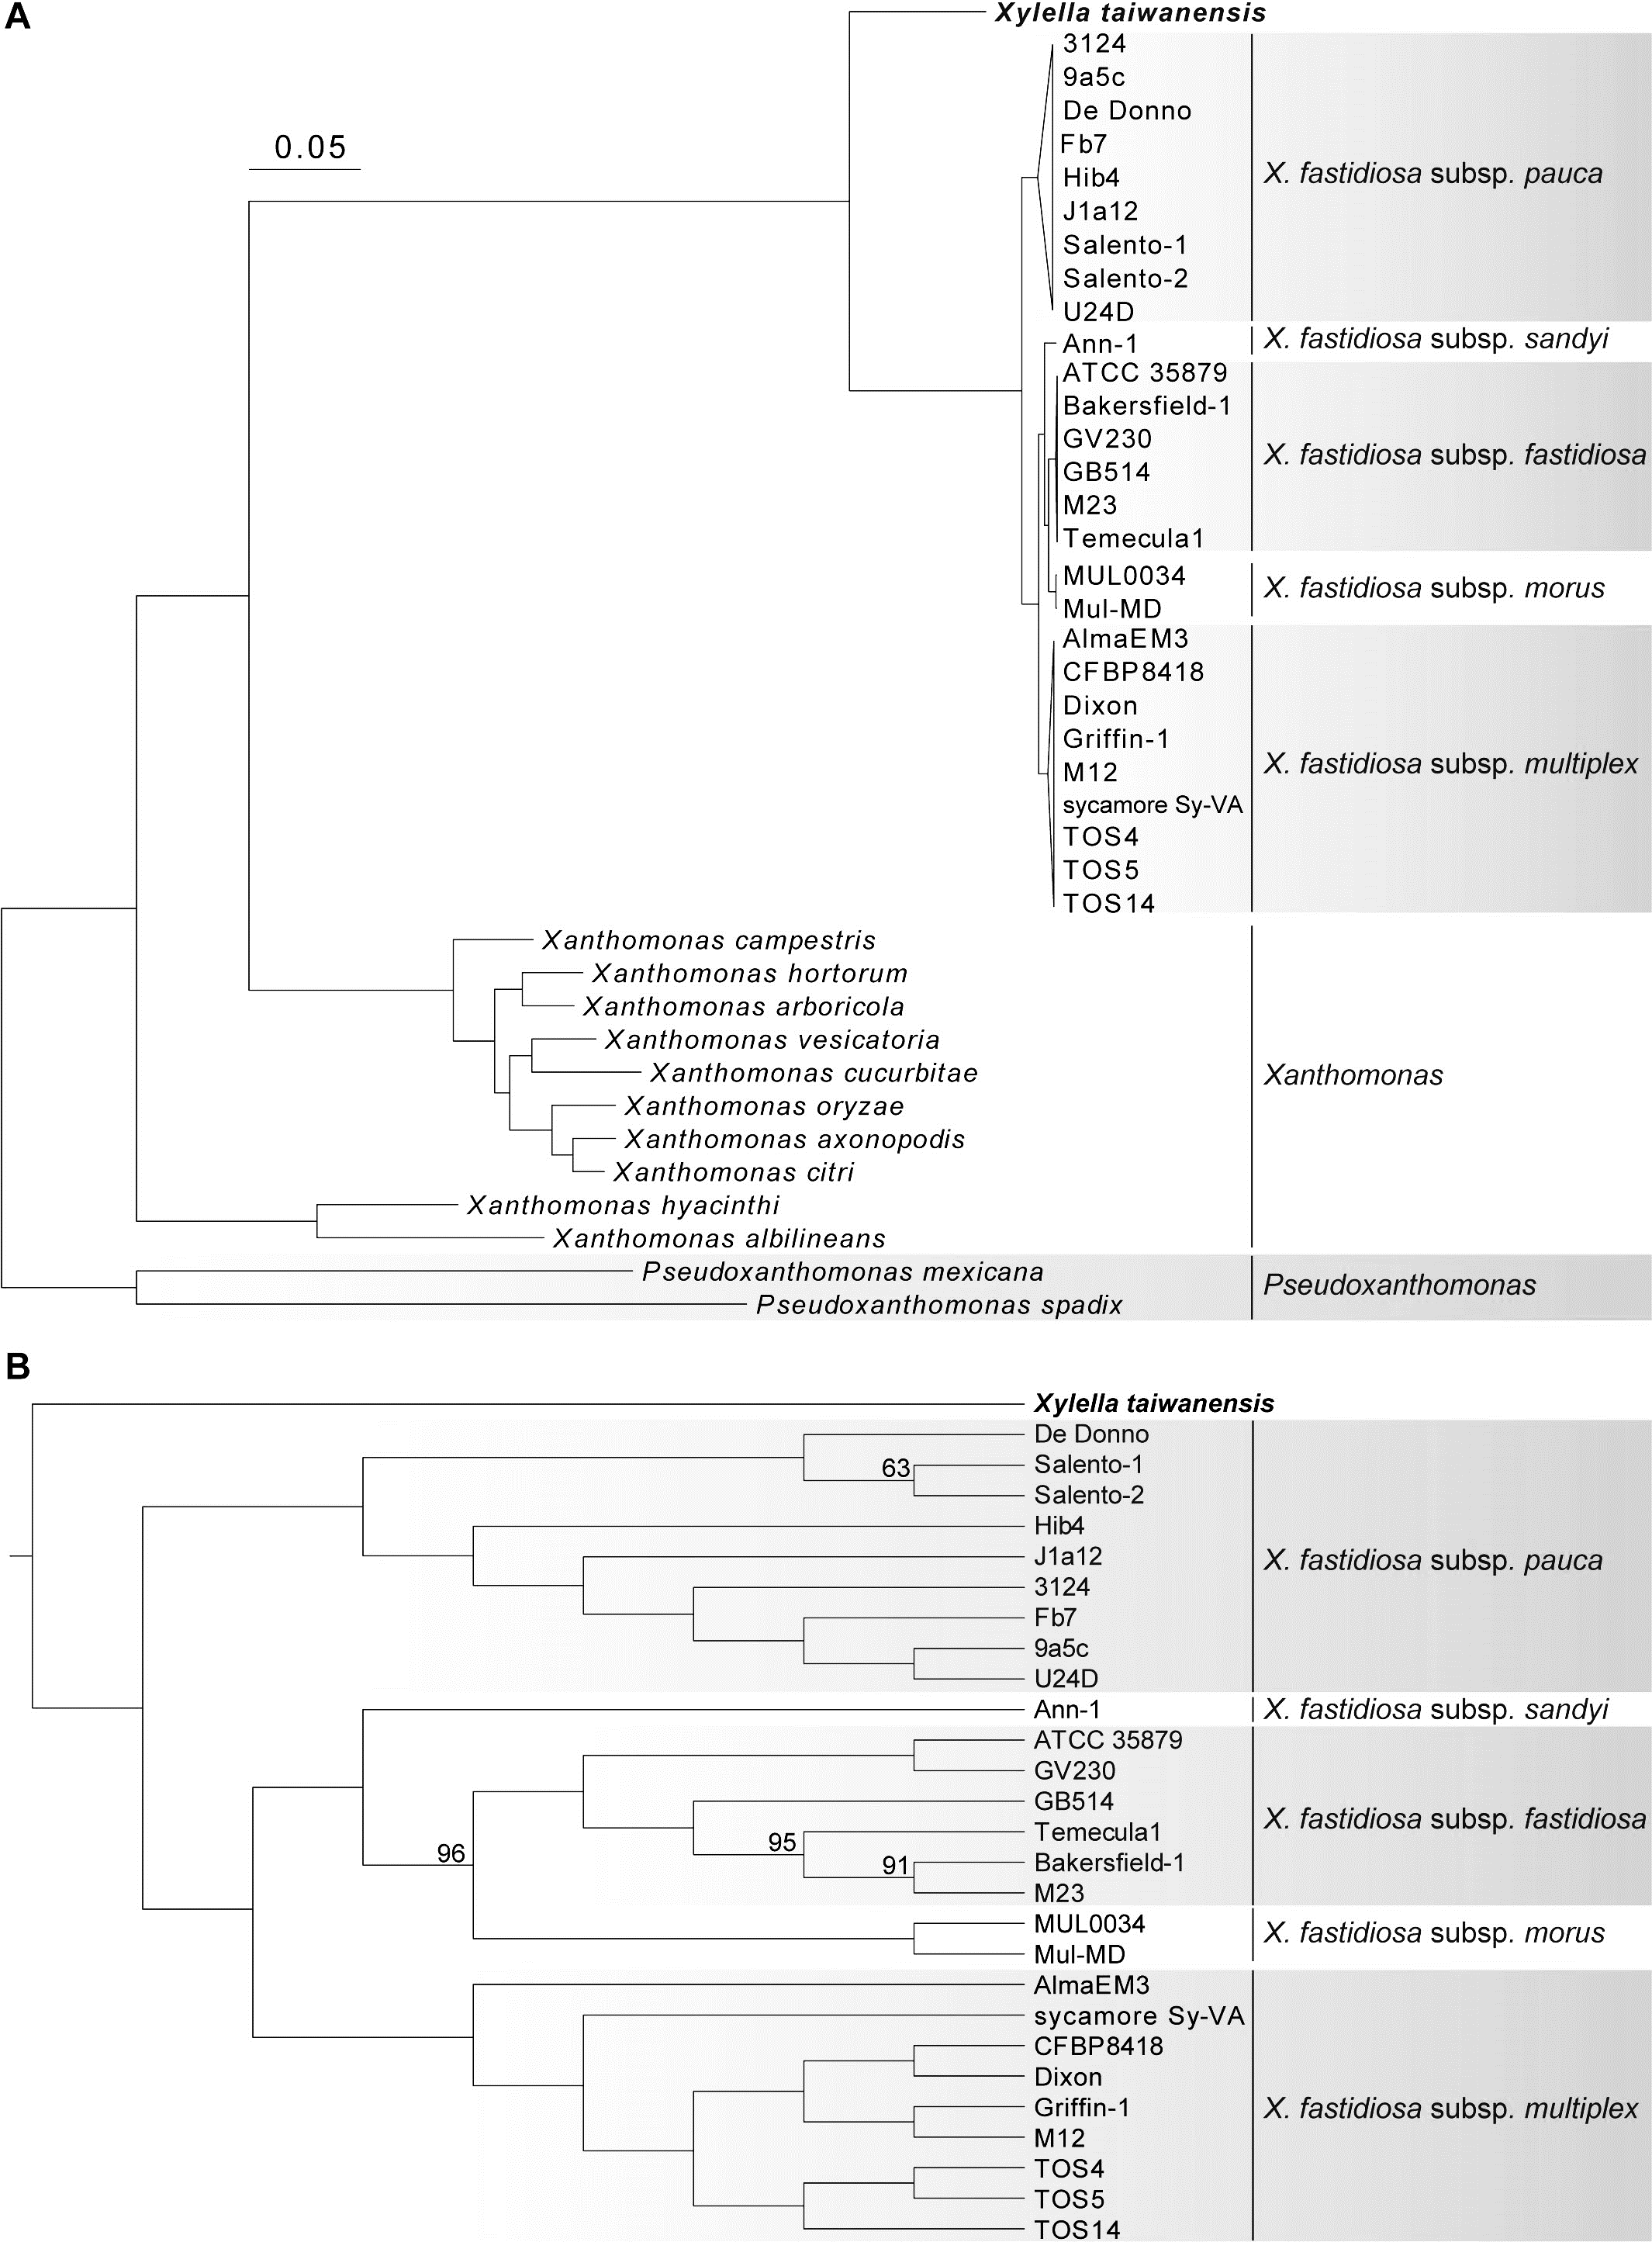 A
Xylella taiwanensis
0.05
3124
9a5c
De Donno
Fb7
Hib4
J1a12
Salento-1
Salento-2
U24D
X. fastidiosa subsp. pauca
Ann-1
X. fastidiosa subsp. sandyi
ATCC 35879
Bakersfield-1
GV230
GB514
M23
Temecula1
X. fastidiosa subsp. fastidiosa
MUL0034
Mul-MD
X. fastidiosa subsp. morus
AlmaEM3
CFBP8418
Dixon
Griffin-1
M12
sycamore Sy-VA
TOS4
TOS5
TOS14
X. fastidiosa subsp. multiplex
Xanthomonas campestris
Xanthomonas hortorum
Xanthomonas arboricola
Xanthomonas vesicatoria
Xanthomonas cucurbitae
Xanthomonas oryzae
Xanthomonas axonopodis
Xanthomonas citri
Xanthomonas hyacinthi
Xanthomonas albilineans
Xanthomonas
Pseudoxanthomonas mexicana
Pseudoxanthomonas spadix
Pseudoxanthomonas
B
Xylella taiwanensis
De Donno
63
Salento-1
Salento-2
Hib4
J1a12
3124
Fb7
9a5c
U24D
X. fastidiosa subsp. pauca
Ann-1
X. fastidiosa subsp. sandyi
ATCC 35879
GV230
GB514
Temecula1
95
Bakersfield-1
91
96
M23
X. fastidiosa subsp. fastidiosa
MUL0034
Mul-MD
X. fastidiosa subsp. morus
AlmaEM3
sycamore Sy-VA
CFBP8418
Dixon
Griffin-1
M12
TOS4
TOS5
TOS14
X. fastidiosa subsp. multiplex